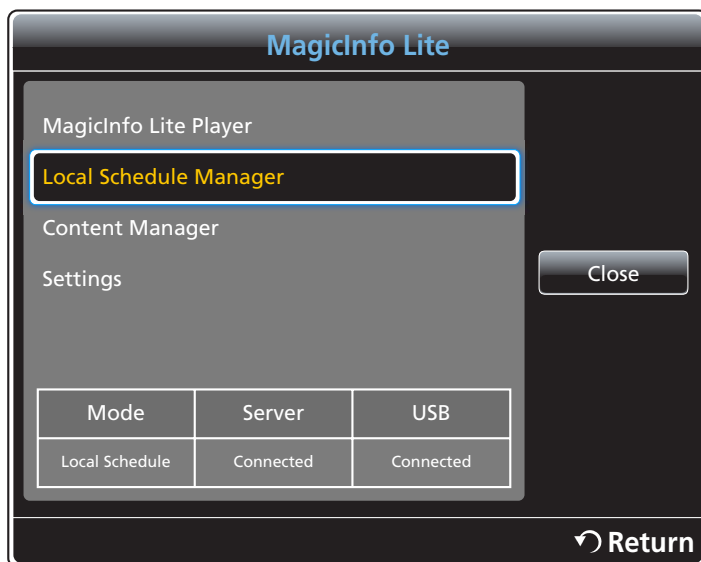 MagicInfo Lite
MagicInfo Lite Player
Local Schedule Manager
Content Manager
Settings
Close
Mode Server USB
Local Schedule Connected Connected
Return